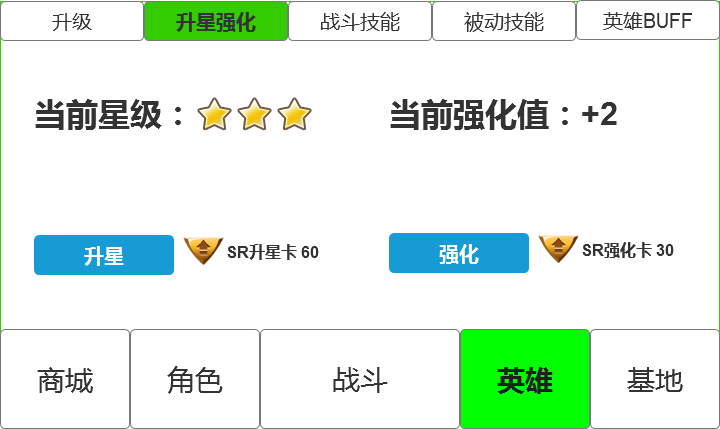 升级 升星强化 战斗技能 被动技能 英雄BUFF
当前星级： 当前强化值：+2
升星 SR升星卡 60 强化 SR强化卡 30
商城 角色 战斗 英雄 基地